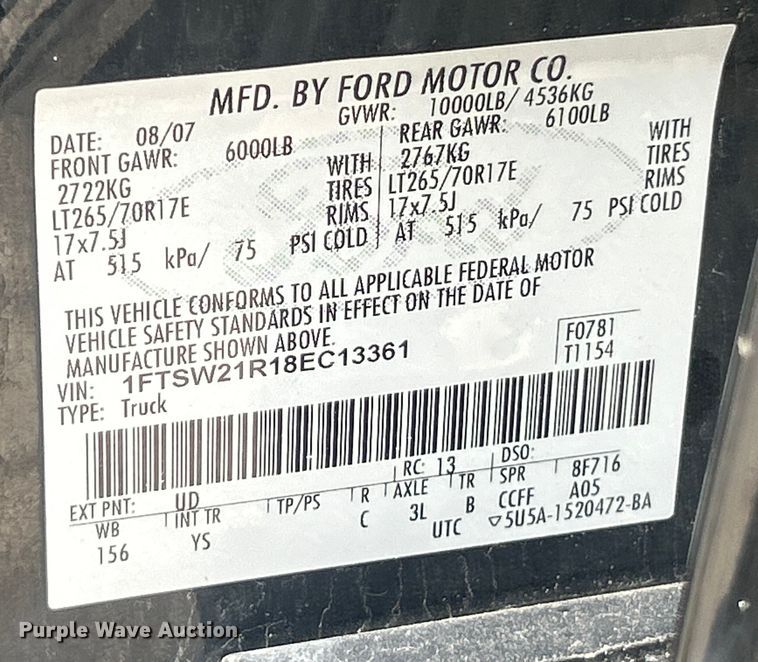 MFD. BY FORD MOTOR CO.
DATE: 08/07 GVWR: 10000LB/ 4536KG
FRONT GAWR: 6000LB REAR GAWR: 6100LB
2722KG WITH 2767KG WITH
LT265/70R17E TIRES LT265/70R17E TIRES
17x7.5J RIMS 17x7.5J RIMS
AT 515 kPa/ 75 PSI COLD AT 515 kPa/ 75 PSI COLD
THIS VEHICLE CONFORMS TO ALL APPLICABLE FEDERAL MOTOR
VEHICLE SAFETY STANDARDS IN EFFECT ON THE DATE OF
MANUFACTURE SHOWN ABOVE.
F0781
VIN: 1FTSW21R18EC13361
T1154
TYPE: Truck
EXT PNT: UD RC: 13 DSO:
WB INT TR TP/PS R AXLE TR SPR 8F716
156 YS C 3L B CCFF A05
UTC ▽5U5A-1520472-BA
Purple Wave Auction